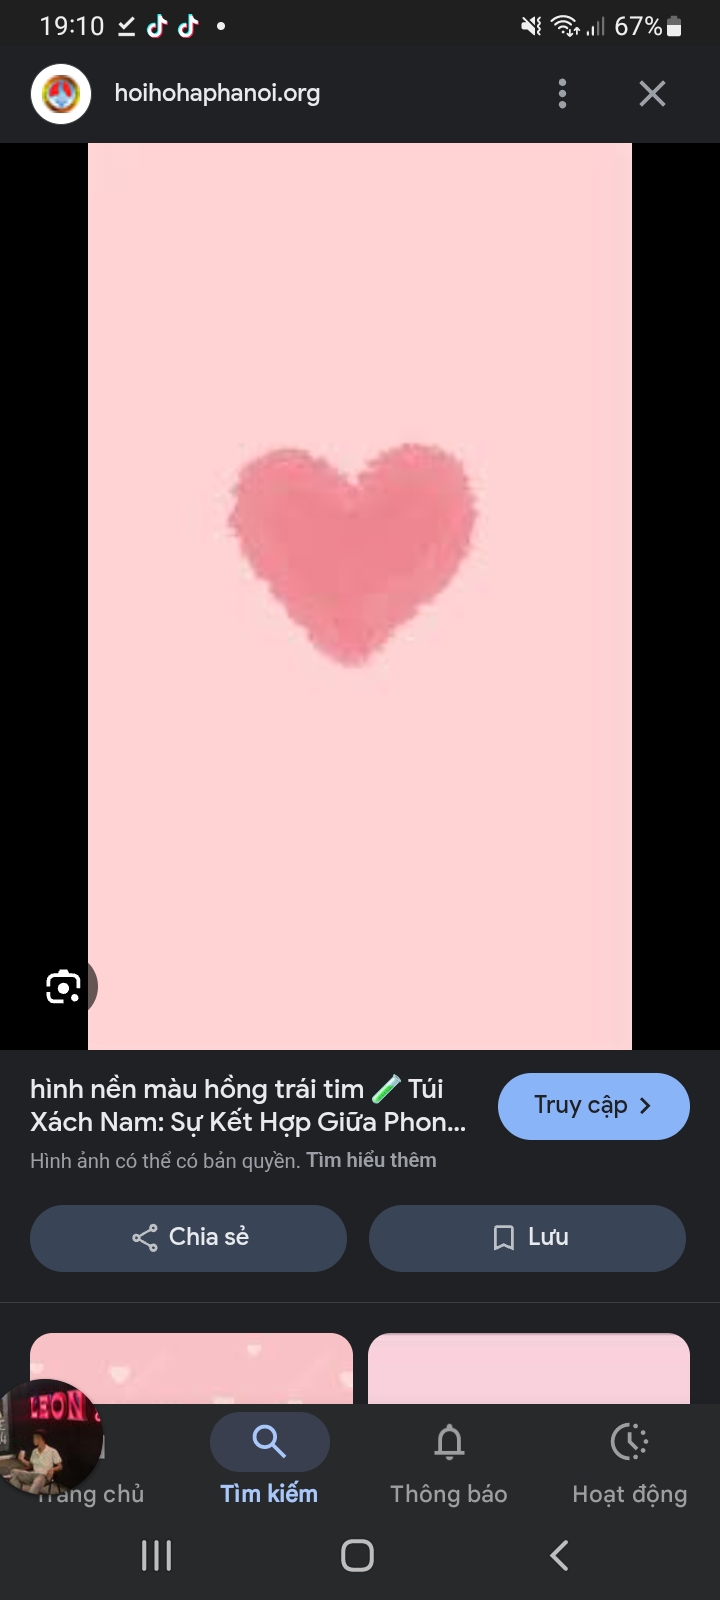 19:10
67%
hoihohaphanoi.org
hình nền màu hồng trái tim 🧪 Túi
Xách Nam: Sự Kết Hợp Giữa Phon...
Truy cập
Hình ảnh có thể có bản quyền. Tìm hiểu thêm
Chia sẻ
Lưu
LEON
Trang chủ
Tìm kiếm
Thông báo
Hoạt động